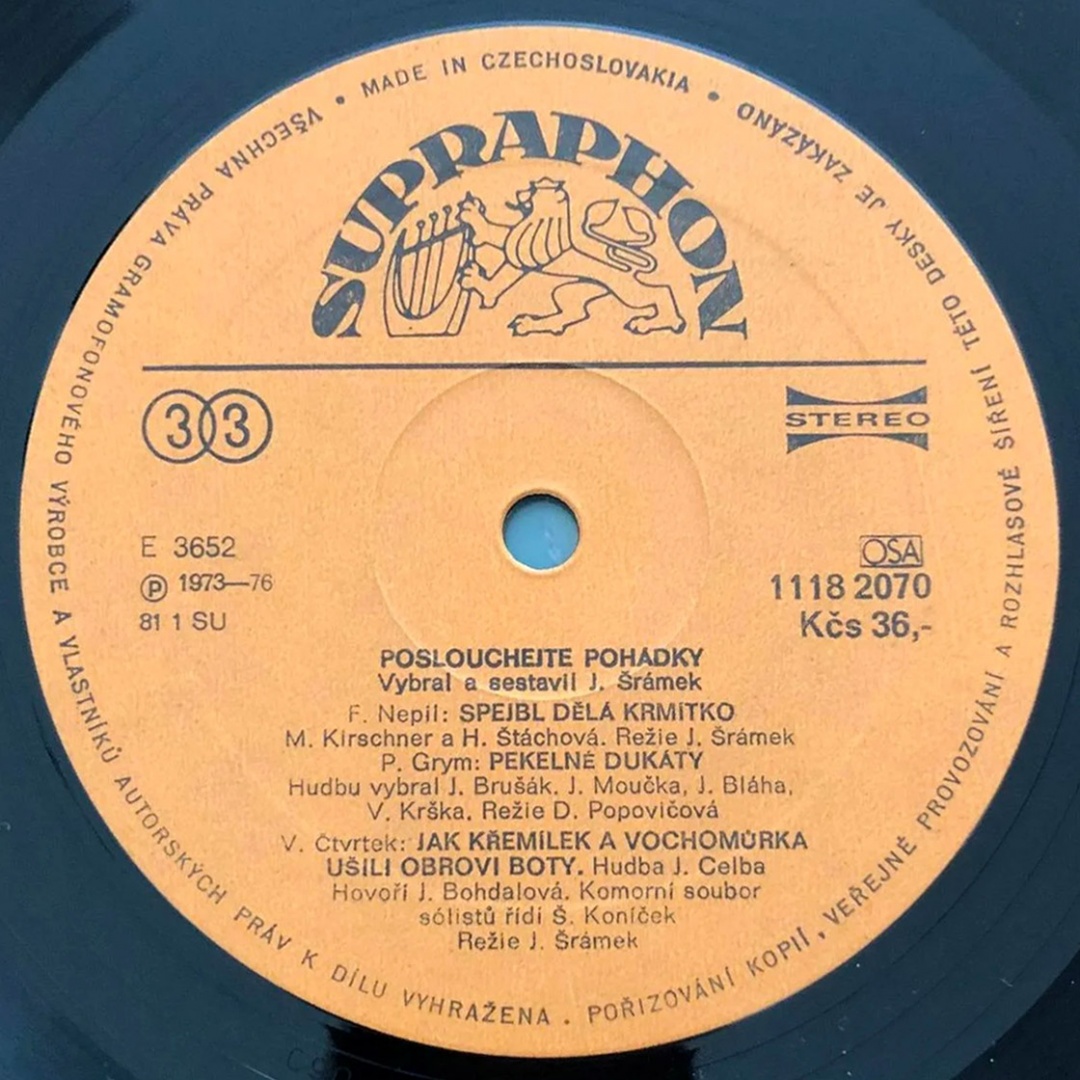 VŠECHNA PRÁVA GRAMOFONOVÉHO VÝROBCE A VLASTNÍKŮ AUTORSKÝCH PRÁV K DÍLU VYHRAŽENA . POŘIZOVÁNÍ KOPIÍ, VEŘEJNÉ PROVOZOVÁNÍ A ROZHLASOVÉ ŠÍŘENÍ TÉTO DESKY JE ZAKÁZÁNO • MADE IN CZECHOSLOVAKIA •
SUPRAPHON
33
STEREO
E 3652
Ⓟ 1973—76
81 1 SU
OSA
1118 2070
Kčs 36,-
POSLOUCHEJTE POHÁDKY
Vybral a sestavil J. Šrámek
F. Nepil: SPEJBL DĚLÁ KRMÍTKO
M. Kirschner a H. Štáchová. Režie J. Šrámek
P. Grym: PEKELNÉ DUKÁTY
Hudbu vybral J. Brušák. J. Moučka, J. Bláha,
V. Krška. Režie D. Popovičová
V. Čtvrtek: JAK KŘEMÍLEK A VOCHOMŮRKA
UŠILI OBROVI BOTY. Hudba J. Celba
Hovoří J. Bohdalová. Komorní soubor
sólistů řídí Š. Koníček
Režie J. Šrámek